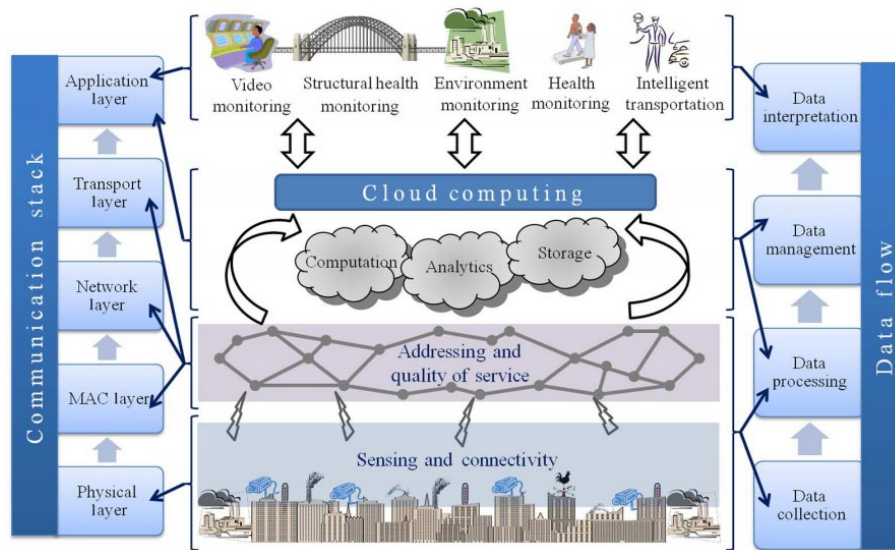 Communication stack
Application
layer
Transport
layer
Network
layer
MAC layer
Physical
layer
Video
monitoring
Structural health
monitoring
Environment
monitoring
Health
monitoring
Intelligent
transportation
Cloud computing
Computation
Analytics
Storage
Addressing and
quality of service
Sensing and connectivity
Data
interpretation
Data
management
Data
processing
Data
collection
Data flow